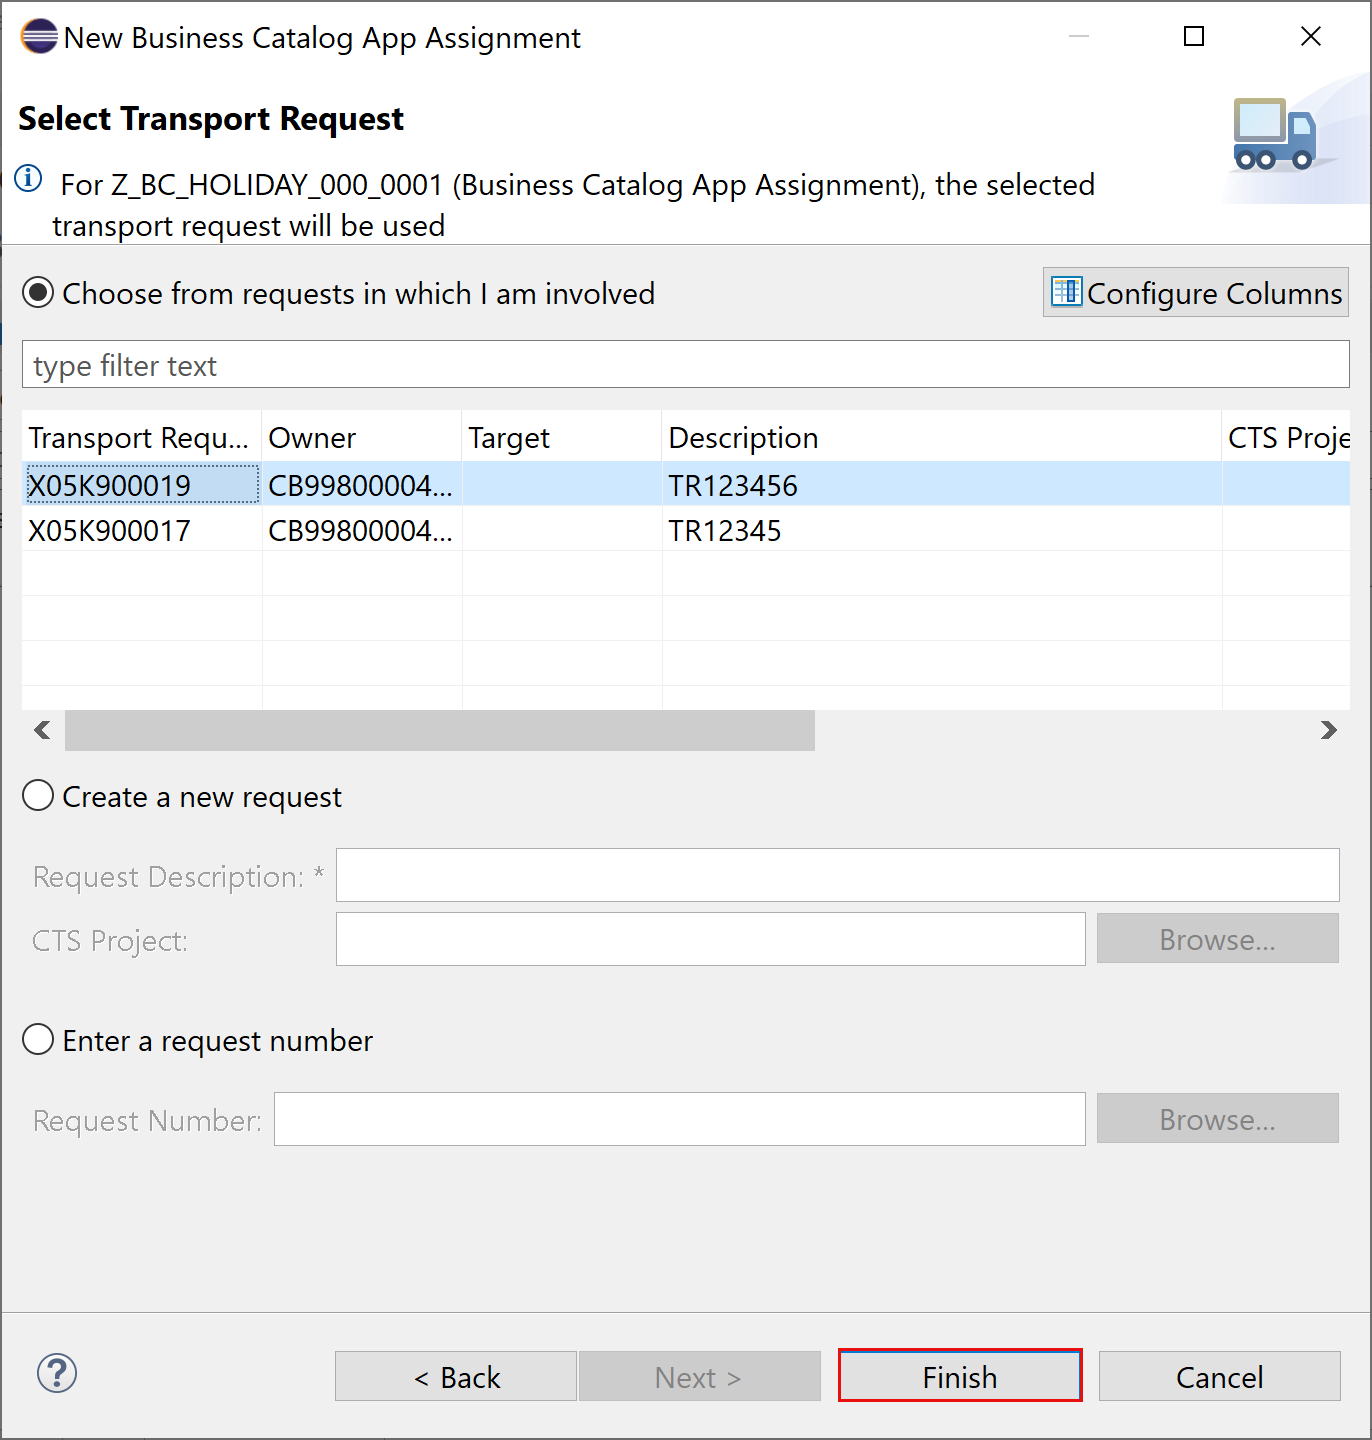 New Business Catalog App Assignment
Select Transport Request
For Z_BC_HOLIDAY_000_0001 (Business Catalog App Assignment), the selected
transport request will be used
Choose from requests in which I am involved
Configure Columns
type filter text
Transport Requ... Owner Target Description CTS Proje
X05K900019 CB99800004... TR123456
X05K900017 CB99800004... TR12345
Create a new request
Request Description: *
CTS Project: Browse...
Enter a request number
Request Number: Browse...
? < Back Next > Finish Cancel